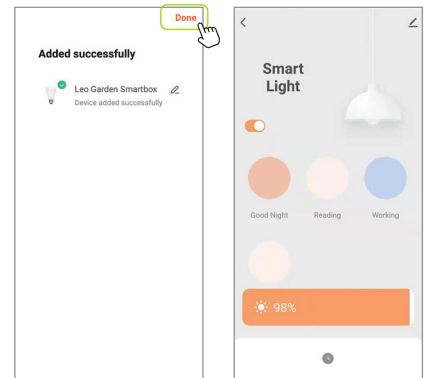 Done
Added successfully
Leo Garden Smartbox
Device added successfully
Smart
Light
Good Night
Reading
Working
98%